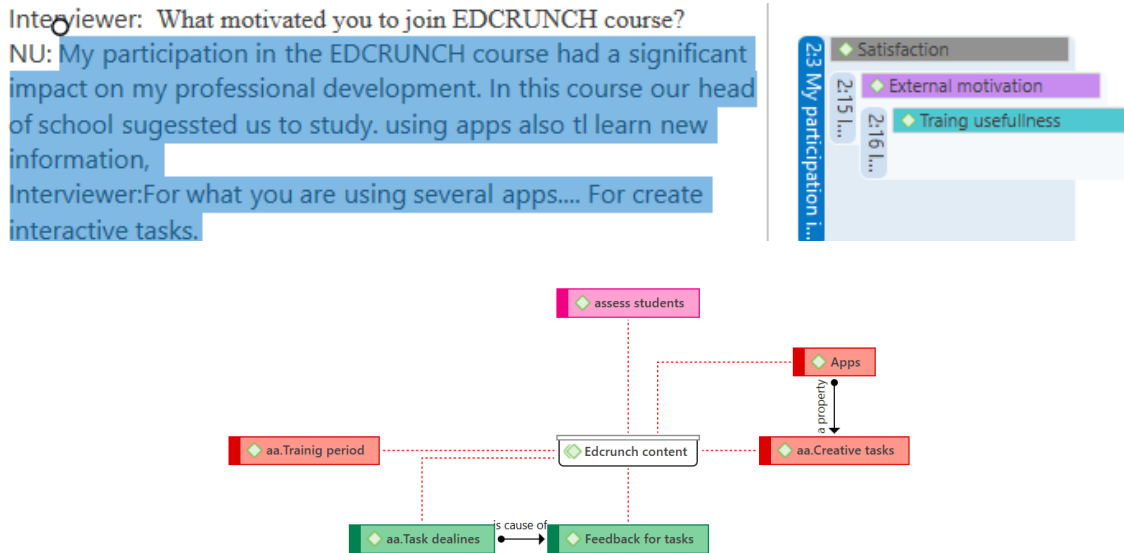 Interviewer: What motivated you to join EDCRUNCH course?
NU: My participation in the EDCRUNCH course had a significant
impact on my professional development. In this course our head
of school sugessted us to study. using apps also tl learn new
information,
Interviewer:For what you are using several apps.... For create
interactive tasks.
2:3 My participation i...
Satisfaction
2:15 I...
External motivation
2:16 I...
Traing usefullness
assess students
Apps
a property
aa.Trainig period
Edcrunch content
aa.Creative tasks
is cause of
aa.Task dealines
Feedback for tasks